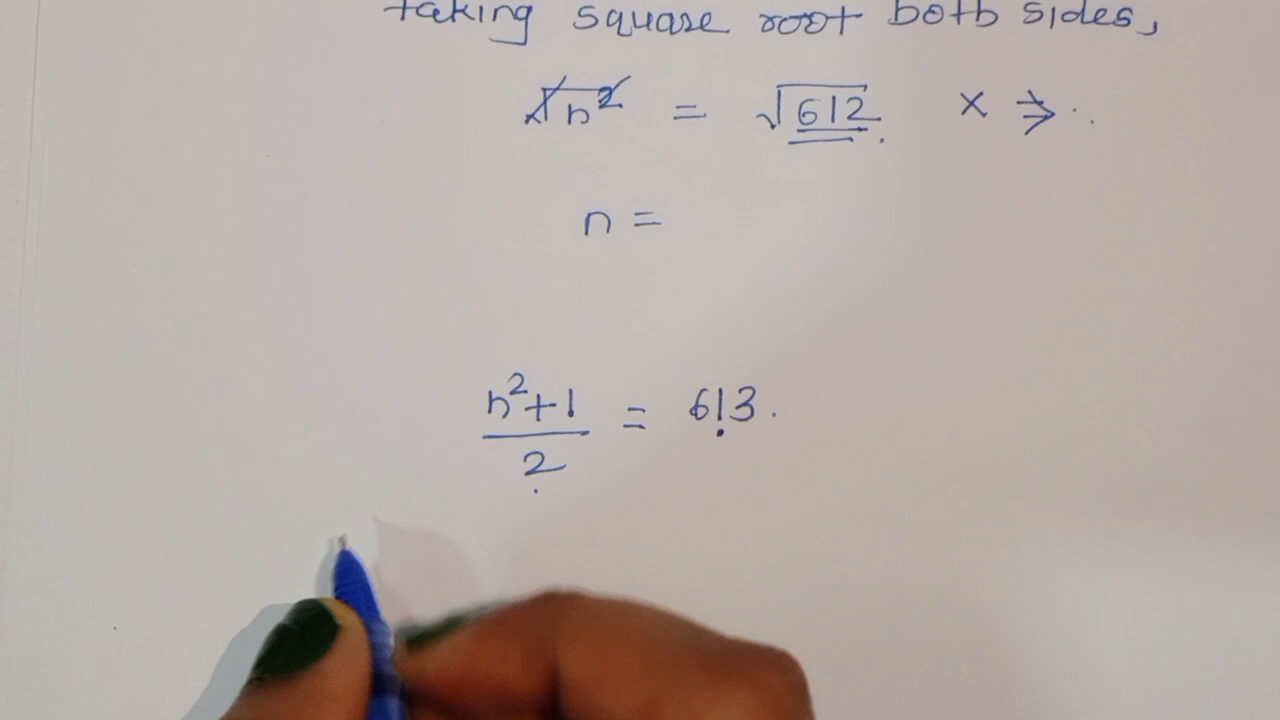 taking square root both sides,
√n² = √612. × ⇒ ..
n =
n²+1 / 2 = 613.